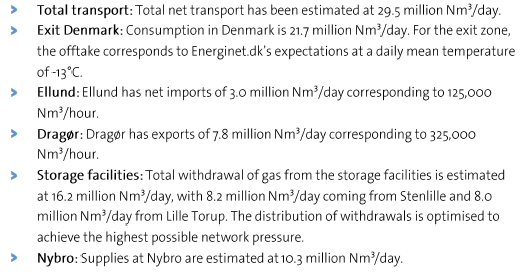 > Total transport: Total net transport has been estimated at 29.5 million Nm³/day.
> Exit Denmark: Consumption in Denmark is 21.7 million Nm³/day. For the exit zone,
the offtake corresponds to Energinet.dk's expectations at a daily mean temperature
of -13°C.
> Ellund: Ellund has net imports of 3.0 million Nm³/day corresponding to 125,000
Nm³/hour.
> Dragør: Dragør has exports of 7.8 million Nm³/day corresponding to 325,000
Nm³/hour.
> Storage facilities: Total withdrawal of gas from the storage facilities is estimated
at 16.2 million Nm³/day, with 8.2 million Nm³/day coming from Stenlille and 8.0
million Nm³/day from Lille Torup. The distribution of withdrawals is optimised to
achieve the highest possible network pressure.
> Nybro: Supplies at Nybro are estimated at 10.3 million Nm³/day.